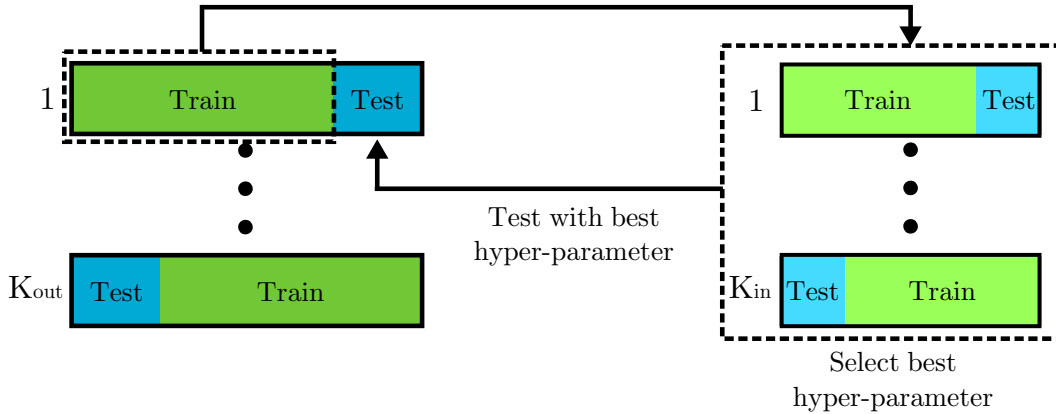 1 Train Test
1 Train Test
Test with best
hyper-parameter
Kout Test Train
Kin Test Train
Select best
hyper-parameter